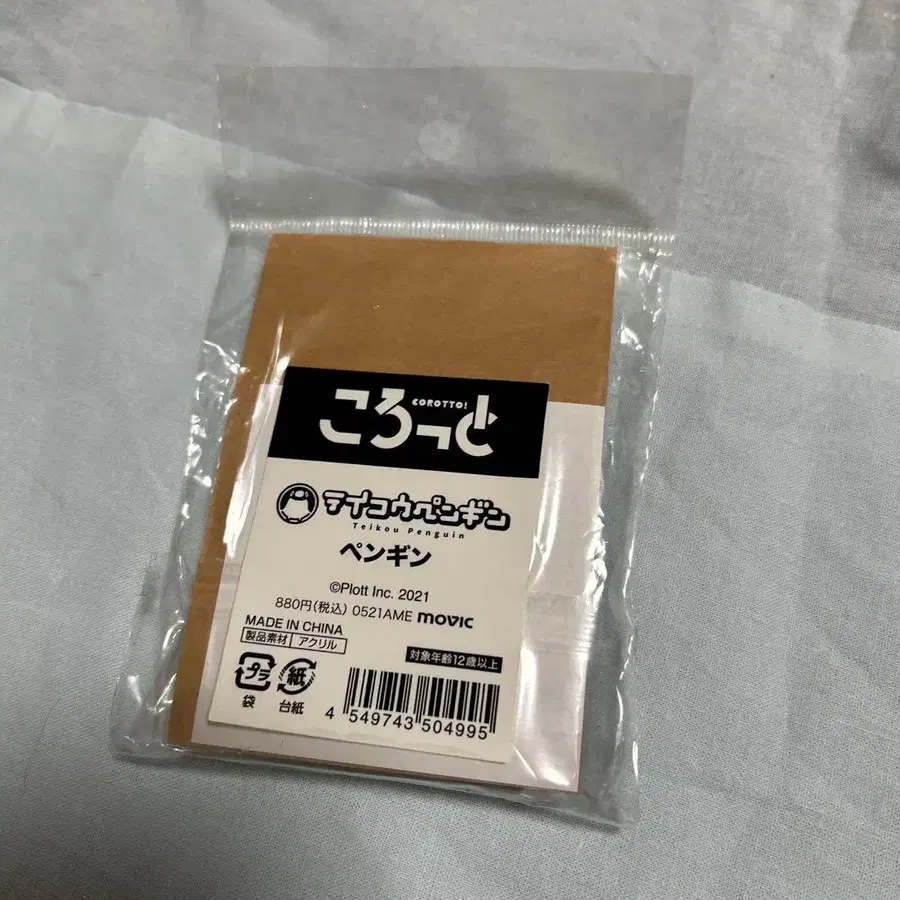 COROTTO!
ころっと
テイコウペンギン
Teikou Penguin
ペンギン
©Plott Inc. 2021
880円(税込) 0521AME movic
MADE IN CHINA
製品素材 アクリル
対象年齢12歳以上
プラ 紙
袋 台紙
4 549743 504995